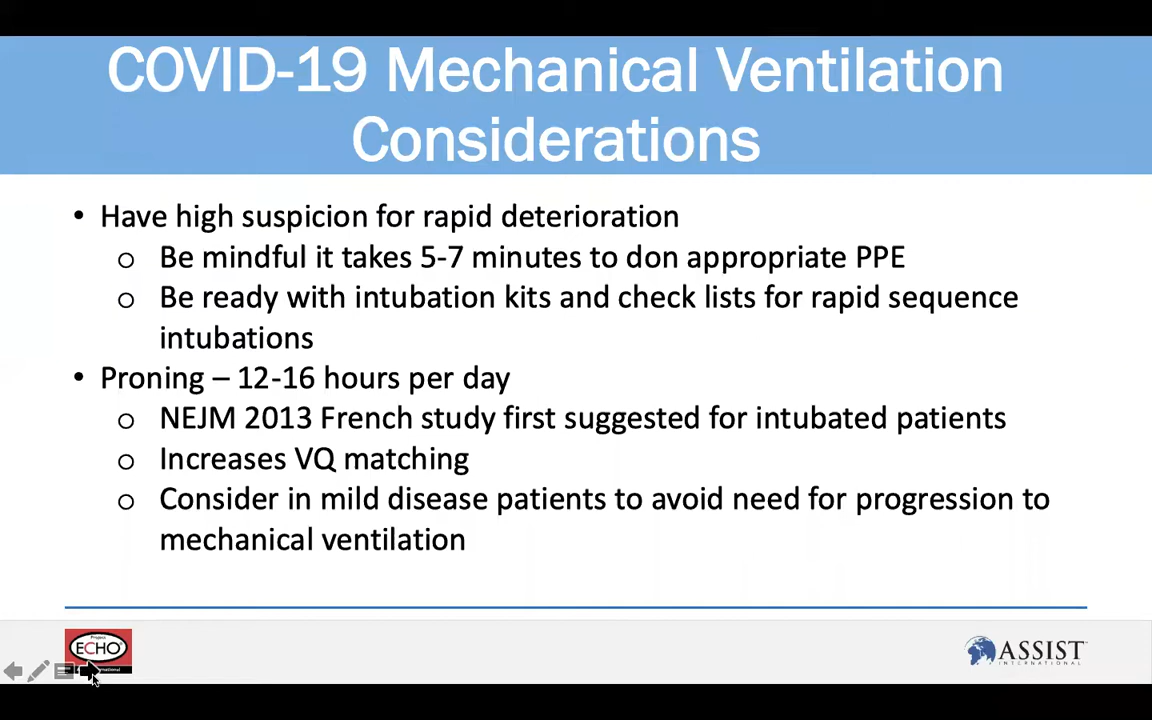 COVID-19 Mechanical Ventilation
Considerations
• Have high suspicion for rapid deterioration
o Be mindful it takes 5-7 minutes to don appropriate PPE
o Be ready with intubation kits and check lists for rapid sequence
intubations
• Proning – 12-16 hours per day
o NEJM 2013 French study first suggested for intubated patients
o Increases VQ matching
o Consider in mild disease patients to avoid need for progression to
mechanical ventilation
Project
ECHO
ASSIST
INTERNATIONAL